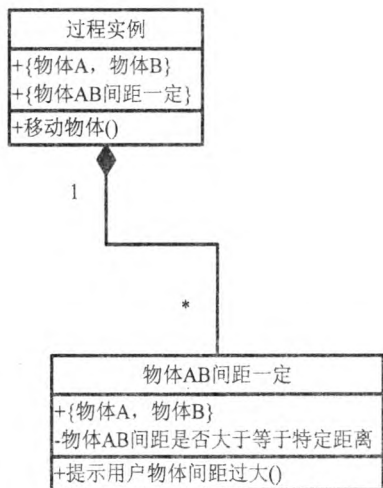 过程实例
+{物体A，物体B}
+{物体AB间距一定}
+移动物体()
1
*
物体AB间距一定
+{物体A，物体B}
-物体AB间距是否大于等于特定距离
+提示用户物体间距过大()